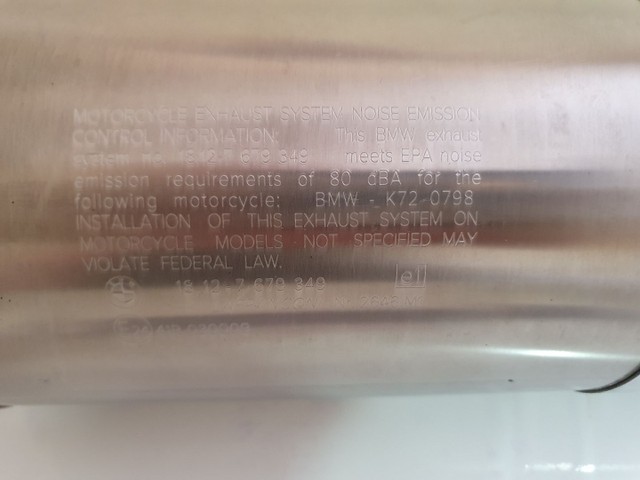 MOTORCYCLE EXHAUST SYSTEM NOISE EMISSION
CONTROL INFORMATION: This BMW exhaust
18 12-7 679 349 meets EPA noise
emission requirements of 80 dBA for the
following motorcycle: BMW - K72-0798
INSTALLATION OF THIS EXHAUST SYSTEM ON
MOTORCYCLE MODELS NOT SPECIFIED MAY
VIOLATE FEDERAL LAW.
18 12-7 679 349 e1